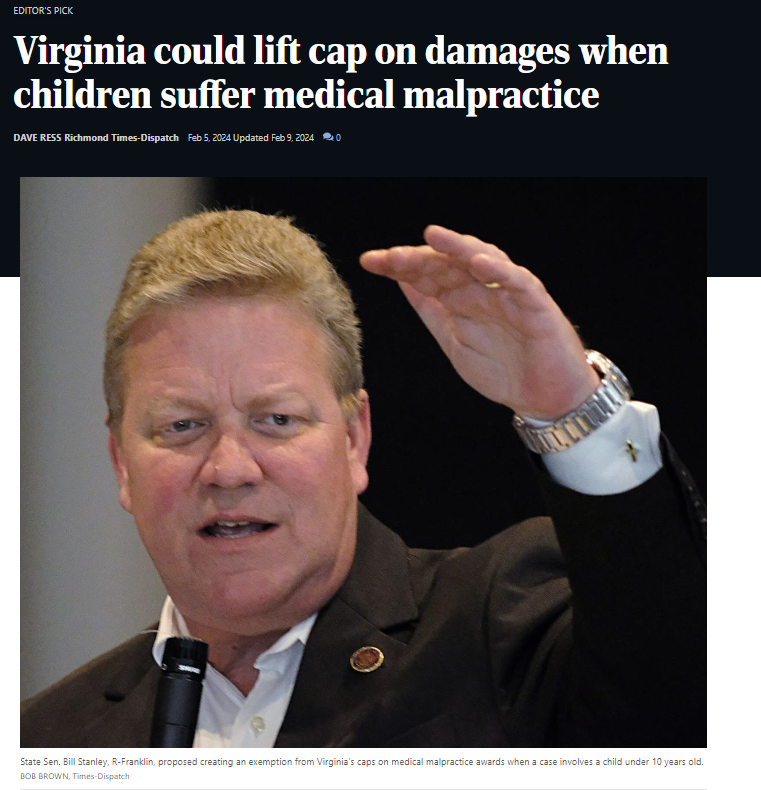 EDITOR'S PICK
Virginia could lift cap on damages when
children suffer medical malpractice
DAVE RESS Richmond Times-Dispatch Feb 5, 2024 Updated Feb 9, 2024 0
State Sen. Bill Stanley, R-Franklin, proposed creating an exemption from Virginia's caps on medical malpractice awards when a case involves a child under 10 years old.
BOB BROWN, Times-Dispatch